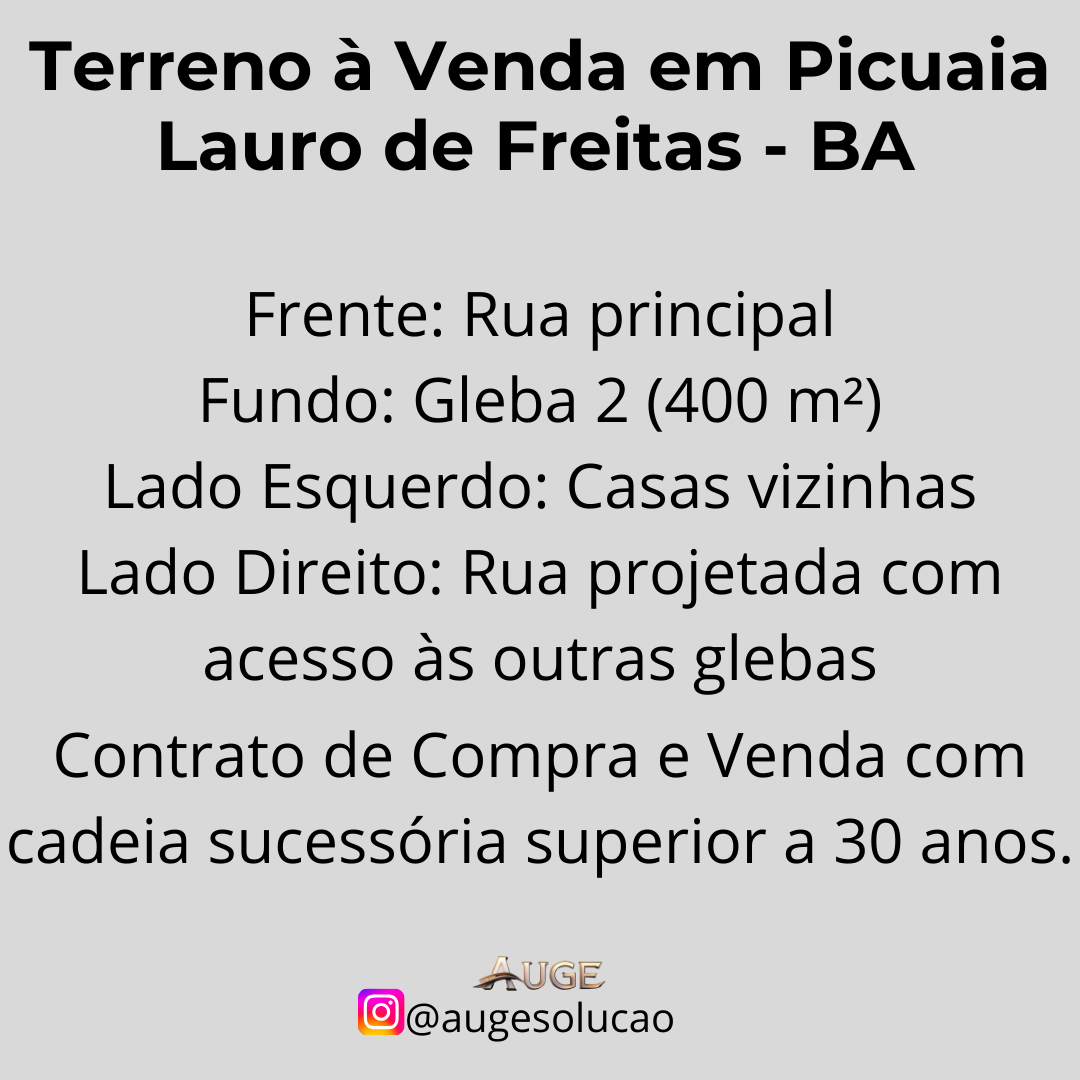 Terreno à Venda em Picuaia
Lauro de Freitas - BA
Frente: Rua principal
Fundo: Gleba 2 (400 m²)
Lado Esquerdo: Casas vizinhas
Lado Direito: Rua projetada com
acesso às outras glebas
Contrato de Compra e Venda com
cadeia sucessória superior a 30 anos.
AUGE
@augesolucao